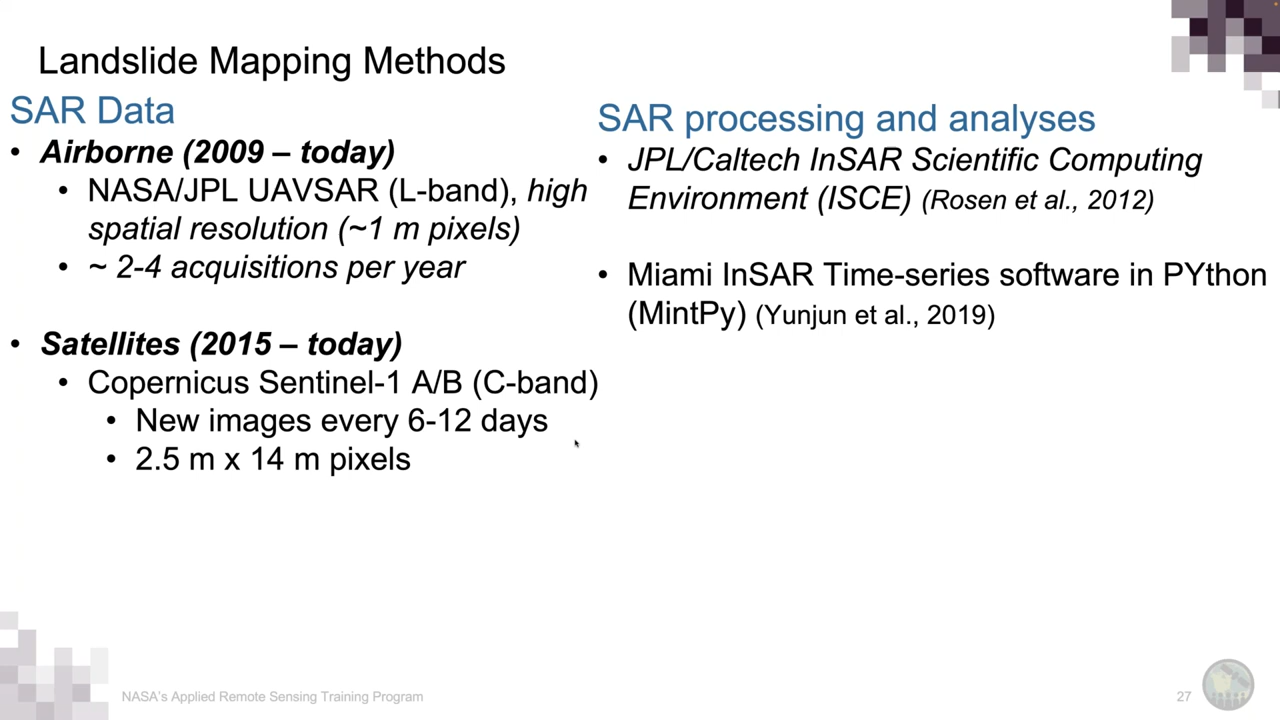 Landslide Mapping Methods
SAR Data
• Airborne (2009 – today)
• NASA/JPL UAVSAR (L-band), high
spatial resolution (~1 m pixels)
• ~ 2-4 acquisitions per year
• Satellites (2015 – today)
• Copernicus Sentinel-1 A/B (C-band)
• New images every 6-12 days
• 2.5 m x 14 m pixels
SAR processing and analyses
• JPL/Caltech InSAR Scientific Computing
Environment (ISCE) (Rosen et al., 2012)
• Miami InSAR Time-series software in PYthon
(MintPy) (Yunjun et al., 2019)
NASA's Applied Remote Sensing Training Program
27